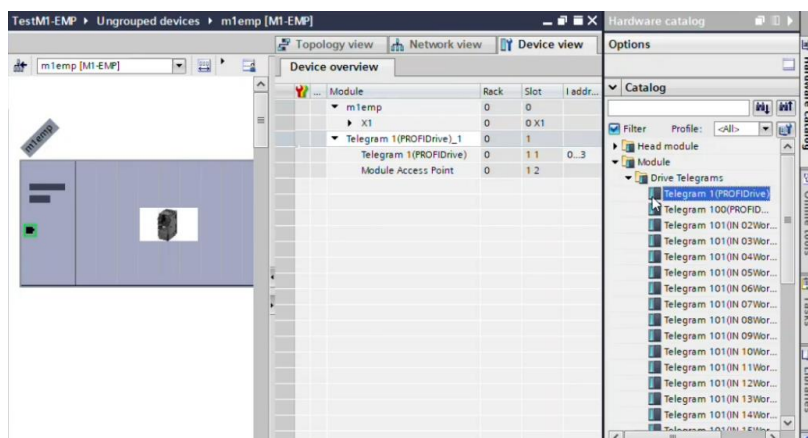 TestM1-EMP ▸ Ungrouped devices ▸ m1emp [M1-EMP]
Hardware catalog
Topology view
Network view
Device view
Options
m1emp [M1-EMP]
Device overview
Catalog
... Module Rack Slot I addr...
m1emp 0 0
X1 0 0 X1
Telegram 1(PROFIDrive)_1 0 1
Telegram 1(PROFIDrive) 0 1 1 0...3
Module Access Point 0 1 2
m1emp
Filter Profile: <All>
Head module
Module
Drive Telegrams
Telegram 1(PROFIDrive)
Telegram 100(PROFID...
Telegram 101(IN 02Wor...
Telegram 101(IN 03Wor...
Telegram 101(IN 04Wor...
Telegram 101(IN 05Wor...
Telegram 101(IN 06Wor...
Telegram 101(IN 07Wor...
Telegram 101(IN 08Wor...
Telegram 101(IN 09Wor...
Telegram 101(IN 10Wor...
Telegram 101(IN 11Wor...
Telegram 101(IN 12Wor...
Telegram 101(IN 13Wor...
Telegram 101(IN 14Wor...
Telegram 101(IN 15Wor...